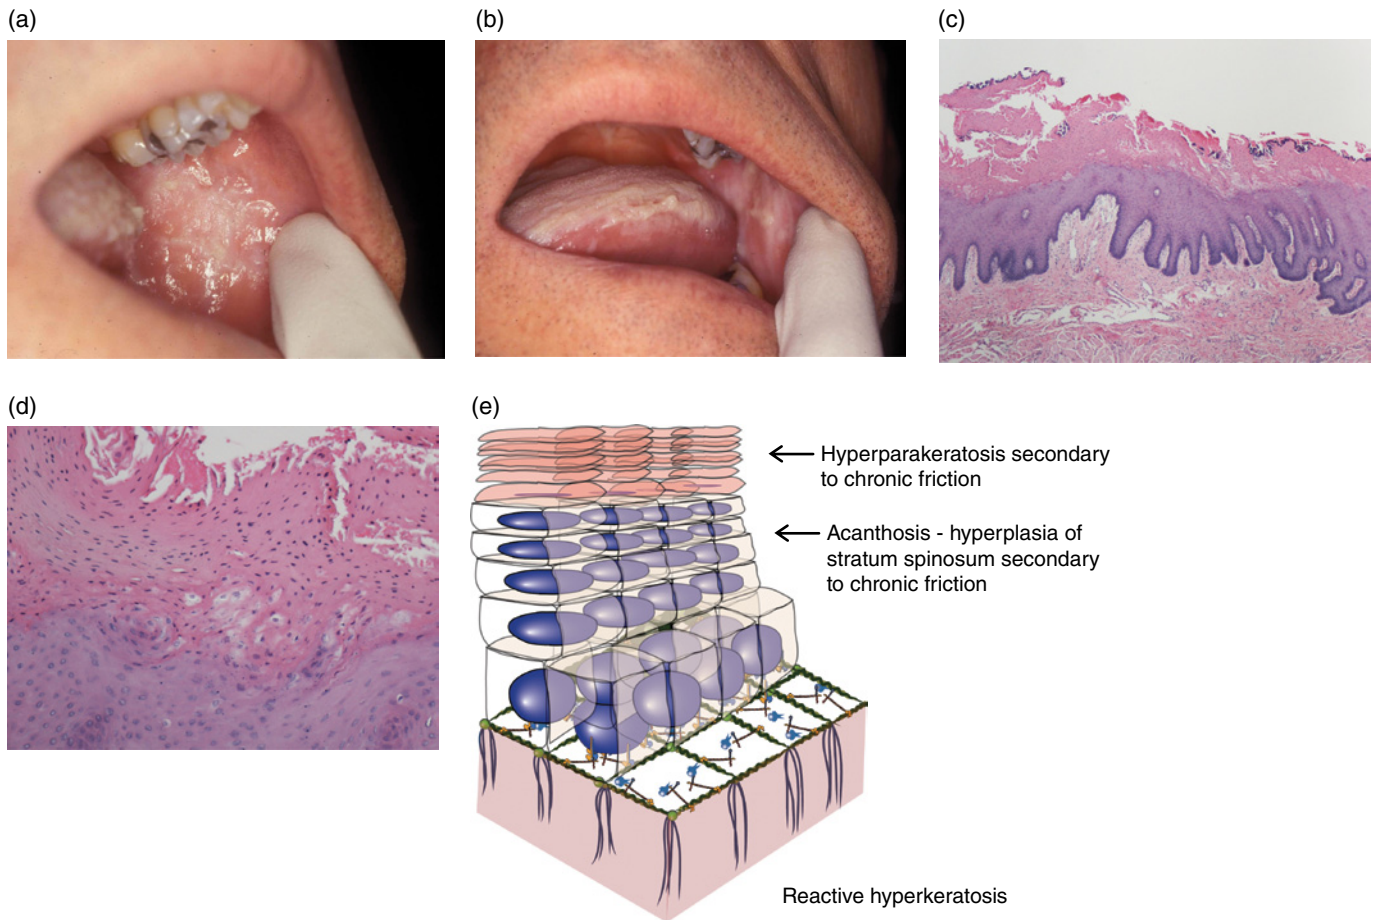 (a)
(b)
(c)
(d)
(e)
Hyperparakeratosis secondary
to chronic friction
Acanthosis - hyperplasia of
stratum spinosum secondary
to chronic friction
Reactive hyperkeratosis